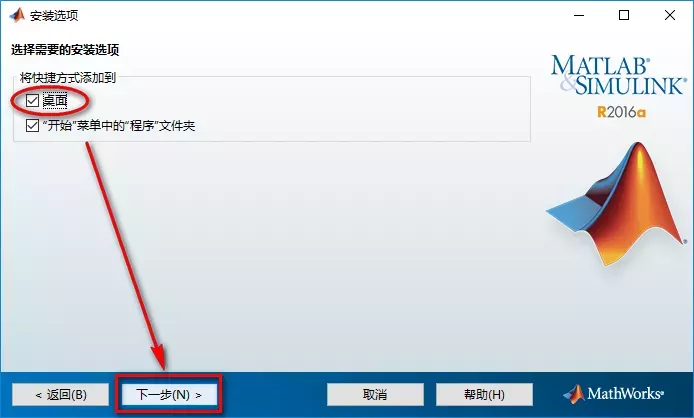 安装选项
选择需要的安装选项
将快捷方式添加到
桌面
“开始”菜单中的“程序”文件夹
MATLAB®
&SIMULINK®
R2016a
®
< 返回(B)
下一步(N) >
取消
帮助(H)
MathWorks®